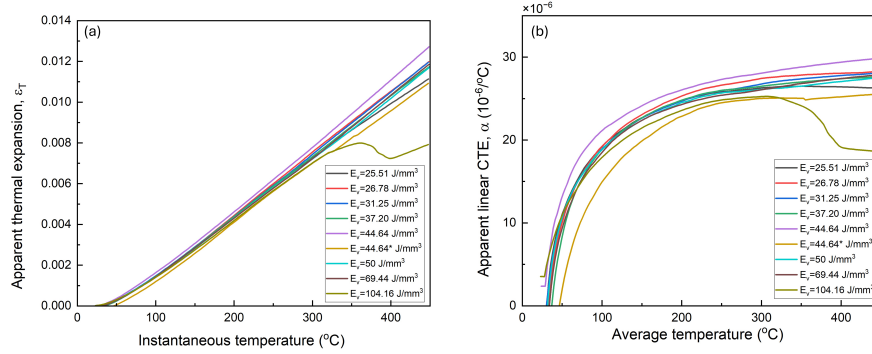 (a)
0.014
0.012
0.010
0.008
0.006
0.004
0.002
0.000
Apparent thermal expansion, εT
0
100
200
300
400
Instantaneous temperature (oC)
Ev=25.51 J/mm3
Ev=26.78 J/mm3
Ev=31.25 J/mm3
Ev=37.20 J/mm3
Ev=44.64 J/mm3
Ev=44.64* J/mm3
Ev=50 J/mm3
Ev=69.44 J/mm3
Ev=104.16 J/mm3
×10−6
(b)
30
20
10
0
Apparent linear CTE, α (10-6/oC)
0
100
200
300
400
Average temperature (oC)
Ev=25.51 J/mm3
Ev=26.78 J/mm3
Ev=31.25 J/mm3
Ev=37.20 J/mm3
Ev=44.64 J/mm3
Ev=44.64* J/mm3
Ev=50 J/mm3
Ev=69.44 J/mm3
Ev=104.16 J/mm3